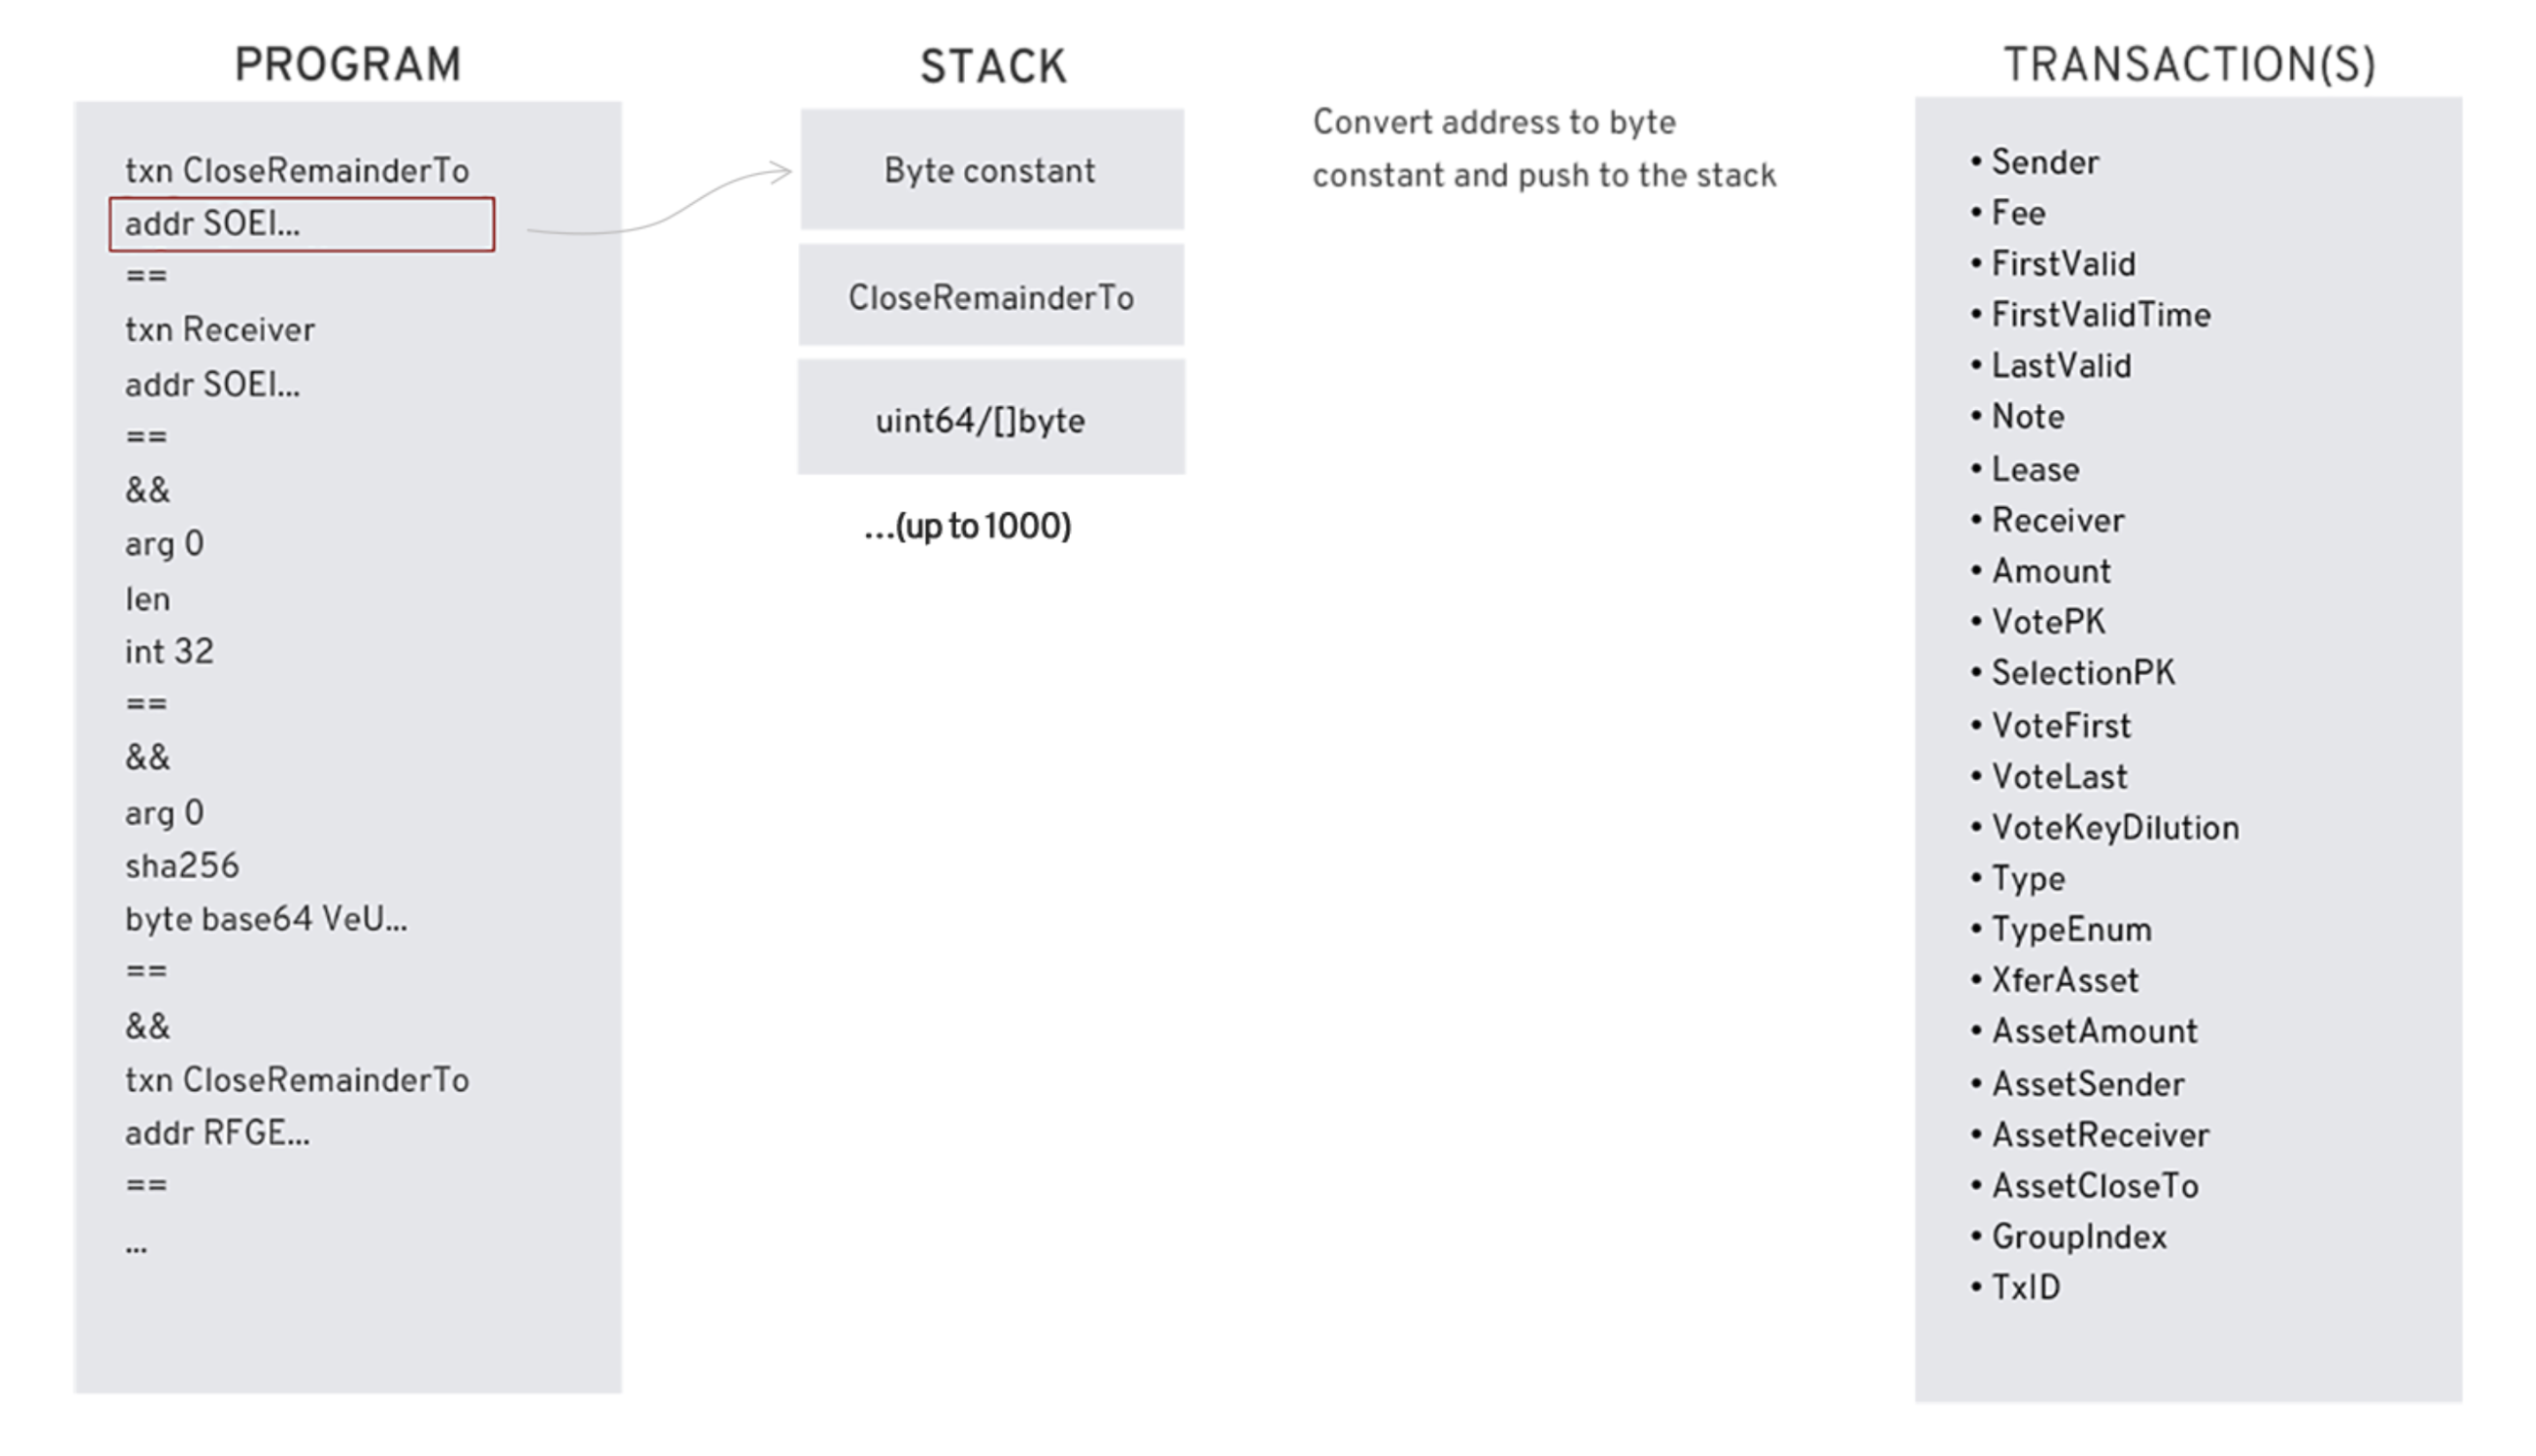 PROGRAM
txn CloseRemainderTo
addr SOEI...
==
txn Receiver
addr SOEI...
==
&&
arg 0
len
int 32
==
&&
arg 0
sha256
byte base64 VeU...
==
&&
txn CloseRemainderTo
addr RFGE...
==
...
STACK
Byte constant
CloseRemainderTo
uint64/[]byte
...(up to 1000)
Convert address to byte
constant and push to the stack
TRANSACTION(S)
• Sender
• Fee
• FirstValid
• FirstValidTime
• LastValid
• Note
• Lease
• Receiver
• Amount
• VotePK
• SelectionPK
• VoteFirst
• VoteLast
• VoteKeyDilution
• Type
• TypeEnum
• XferAsset
• AssetAmount
• AssetSender
• AssetReceiver
• AssetCloseTo
• GroupIndex
• TxID